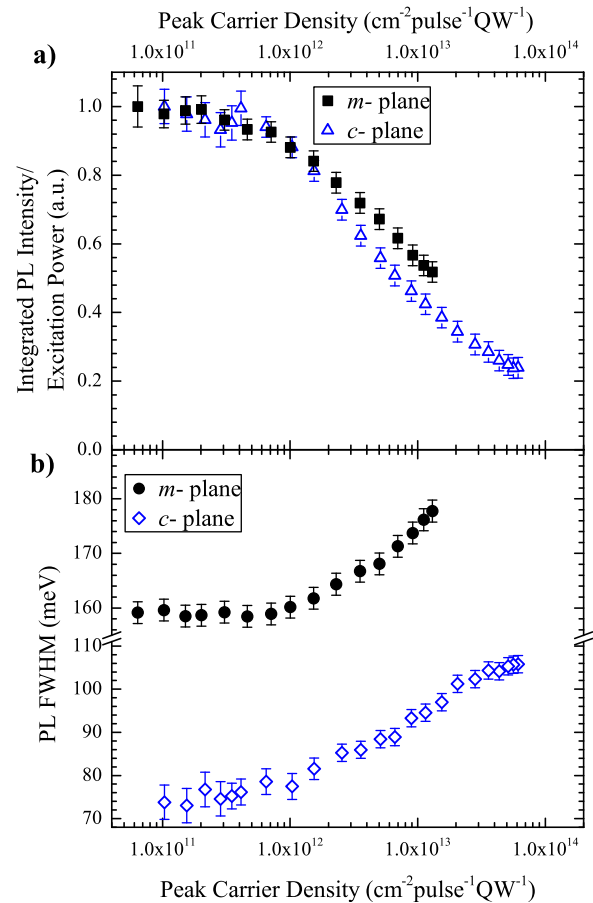 Peak Carrier Density (cm⁻²pulse⁻¹QW⁻¹)
1.0x10¹¹ 1.0x10¹² 1.0x10¹³ 1.0x10¹⁴
a)
m- plane
c- plane
1.0
0.8
0.6
0.4
0.2
0.0
Integrated PL Intensity/
Excitation Power (a.u.)
b)
m- plane
c- plane
180
170
160
110
100
90
80
70
PL FWHM (meV)
1.0x10¹¹ 1.0x10¹² 1.0x10¹³ 1.0x10¹⁴
Peak Carrier Density (cm⁻²pulse⁻¹QW⁻¹)